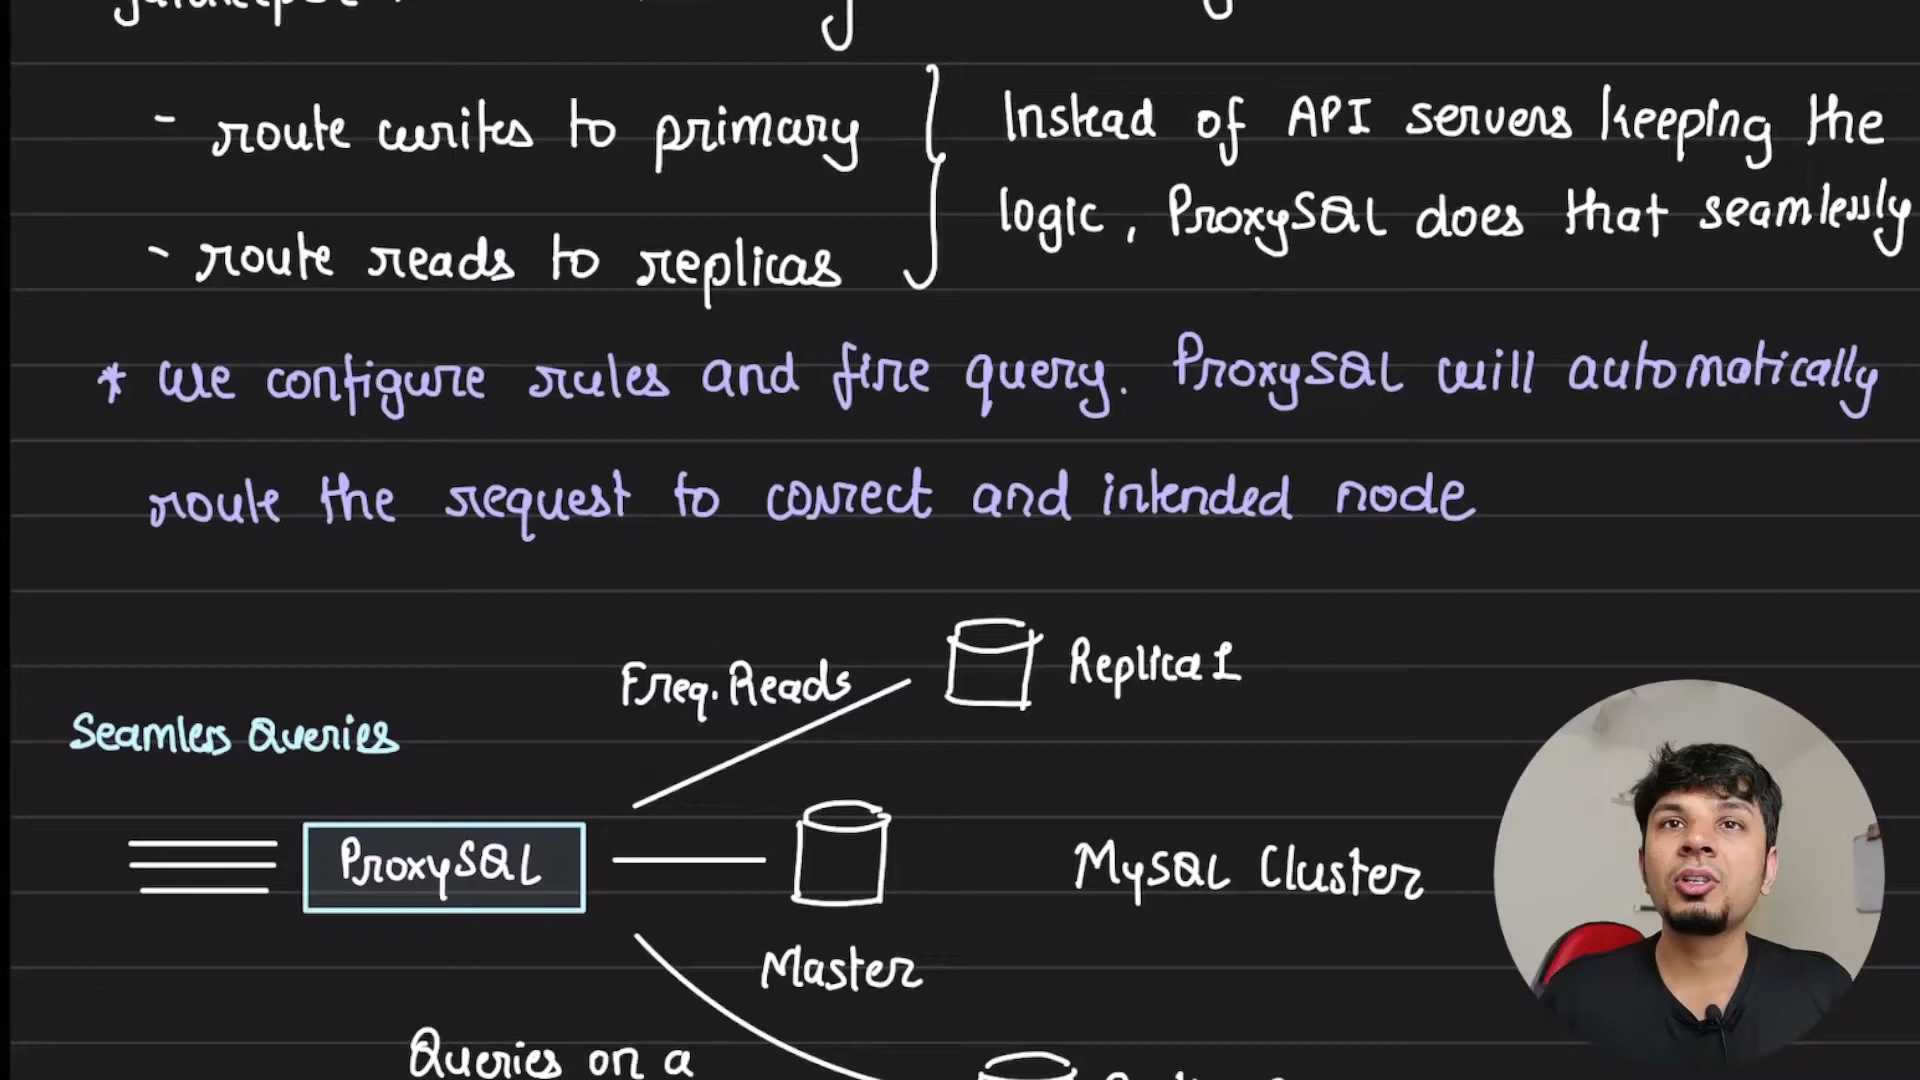 - route writes to primary
- route reads to replicas
Instead of API servers keeping the
logic, ProxySQL does that seamlessly
* We configure rules and fire query. ProxySQL will automatically
route the request to correct and intended node
Freq. Reads
Replica 1
Seamless Queries
ProxySQL
MySQL Cluster
Master
Queries on a